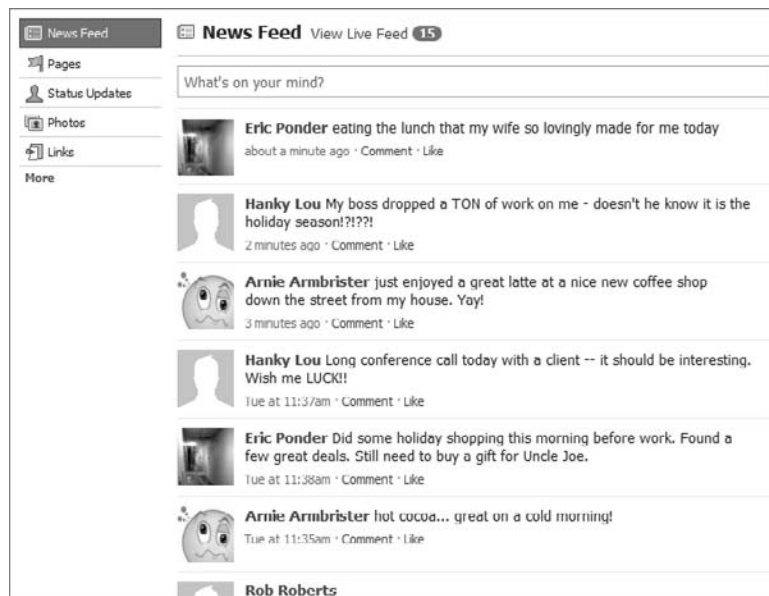 News Feed
Pages
Status Updates
Photos
Links
More
News Feed View Live Feed 15
What's on your mind?
Eric Ponder eating the lunch that my wife so lovingly made for me today
about a minute ago · Comment · Like
Hanky Lou My boss dropped a TON of work on me - doesn't he know it is the
holiday season!?!??!
2 minutes ago · Comment · Like
Arnie Armbrister just enjoyed a great latte at a nice new coffee shop
down the street from my house. Yay!
3 minutes ago · Comment · Like
Hanky Lou Long conference call today with a client -- it should be interesting.
Wish me LUCK!!
Tue at 11:37am · Comment · Like
Eric Ponder Did some holiday shopping this morning before work. Found a
few great deals. Still need to buy a gift for Uncle Joe.
Tue at 11:38am · Comment · Like
Arnie Armbrister hot cocoa... great on a cold morning!
Tue at 11:35am · Comment · Like
Rob Roberts